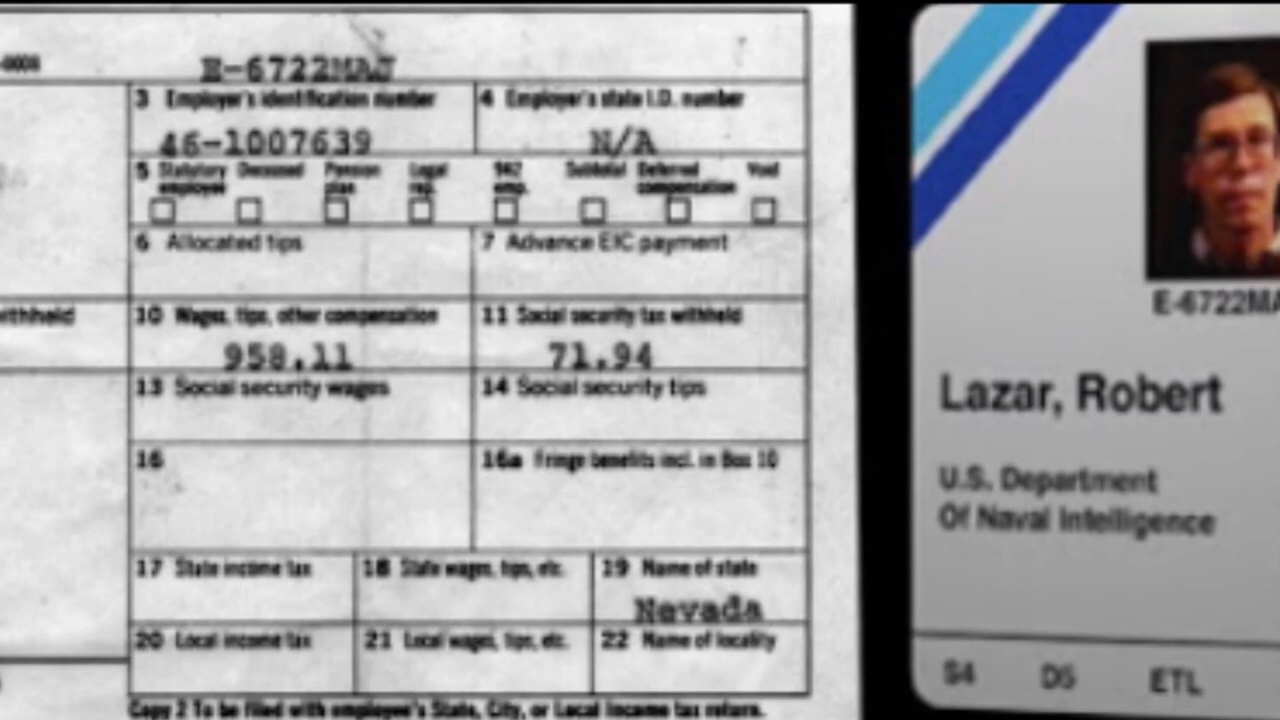 -0008
E-6722MAJ
3 Employer's identification number
4 Employer's state I.D. number
46-1007639
N/A
5 Statutory employee
Deceased
Pension plan
Legal rep.
942 emp.
Subtotal
Deferred compensation
Void
6 Allocated tips
7 Advance EIC payment
withheld
10 Wages, tips, other compensation
11 Social security tax withheld
958.11
71.94
13 Social security wages
14 Social security tips
16
16a Fringe benefits incl. in Box 10
17 State income tax
18 State wages, tips, etc.
19 Name of state
Nevada
20 Local income tax
21 Local wages, tips, etc.
22 Name of locality
Copy 2 To be filed with employee's State, City, or Local income tax return.
E-6722MA
Lazar, Robert
U.S. Department
Of Naval Intelligence
S4 D5 ETL